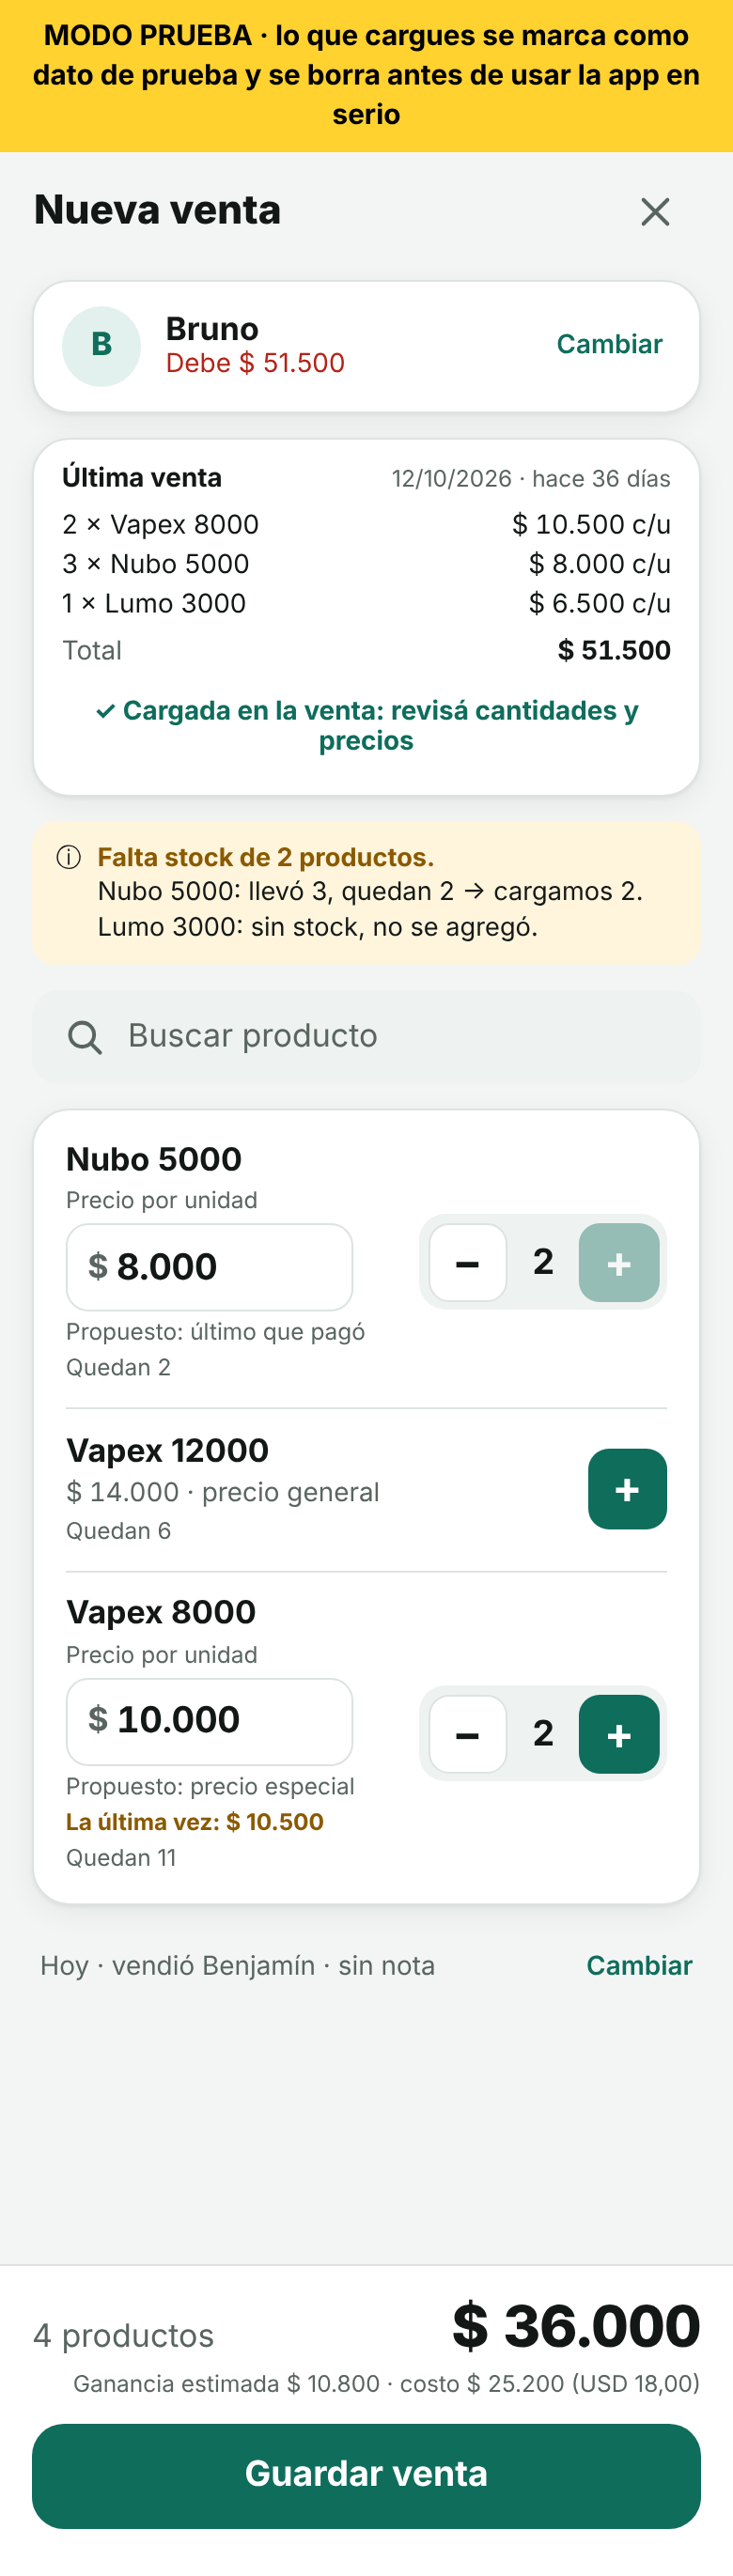 MODO PRUEBA · lo que cargues se marca como
dato de prueba y se borra antes de usar la app en
serio
Nueva venta
B
Bruno
Debe $ 51.500
Cambiar
Última venta
12/10/2026 · hace 36 días
2 × Vapex 8000
$ 10.500 c/u
3 × Nubo 5000
$ 8.000 c/u
1 × Lumo 3000
$ 6.500 c/u
Total
$ 51.500
✓ Cargada en la venta: revisá cantidades y
precios
ⓘ Falta stock de 2 productos.
Nubo 5000: llevó 3, quedan 2 → cargamos 2.
Lumo 3000: sin stock, no se agregó.
Buscar producto
Nubo 5000
Precio por unidad
$ 8.000
− 2 +
Propuesto: último que pagó
Quedan 2
Vapex 12000
$ 14.000 · precio general
+
Quedan 6
Vapex 8000
Precio por unidad
$ 10.000
− 2 +
Propuesto: precio especial
La última vez: $ 10.500
Quedan 11
Hoy · vendió Benjamín · sin nota
Cambiar
4 productos
$ 36.000
Ganancia estimada $ 10.800 · costo $ 25.200 (USD 18,00)
Guardar venta